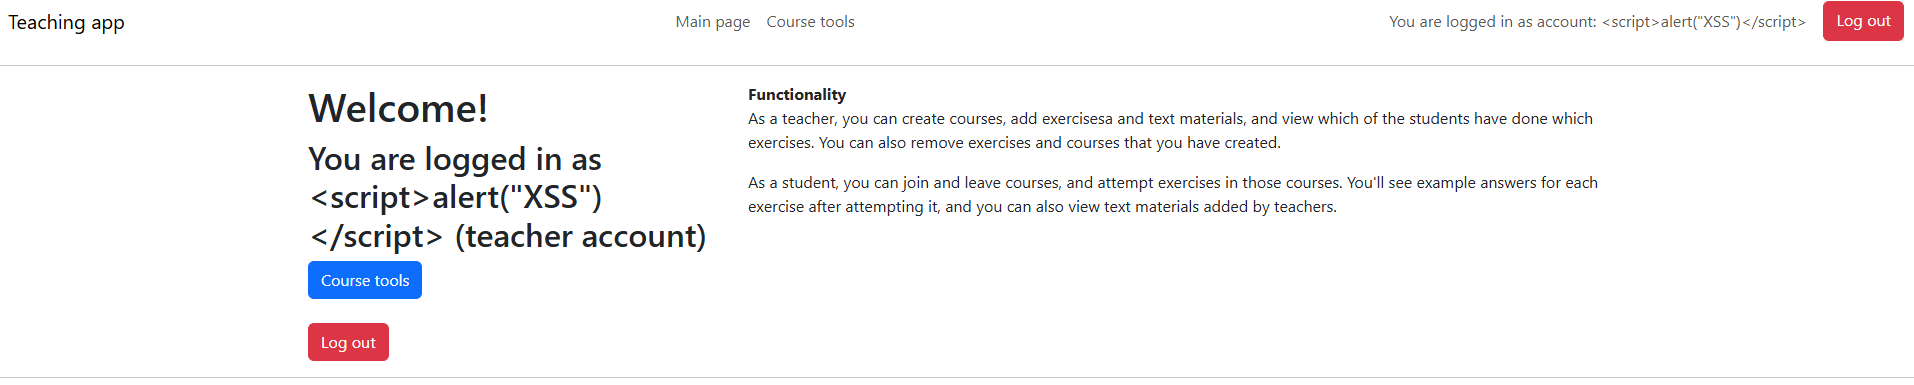 Teaching app
Main page
Course tools
You are logged in as account: <script>alert("XSS")</script>
Log out
Welcome!
You are logged in as
<script>alert("XSS")
</script> (teacher account)
Course tools
Log out
Functionality
As a teacher, you can create courses, add exercisesa and text materials, and view which of the students have done which
exercises. You can also remove exercises and courses that you have created.
As a student, you can join and leave courses, and attempt exercises in those courses. You'll see example answers for each
exercise after attempting it, and you can also view text materials added by teachers.